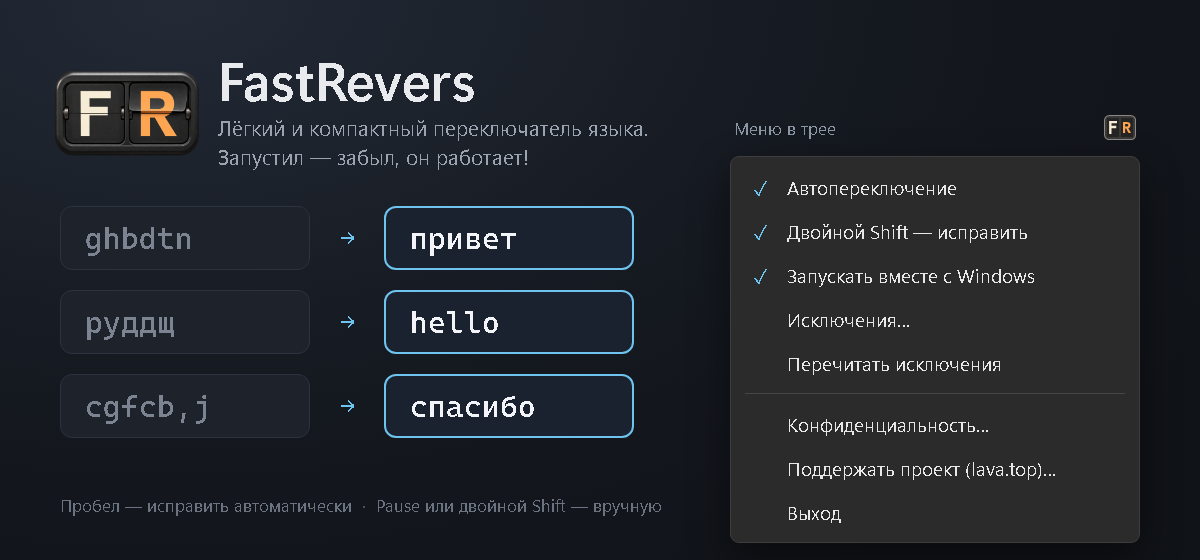 FR
FastRevers
Лёгкий и компактный переключатель языка.
Запустил — забыл, он работает!
ghbdtn → привет
руддщ → hello
cgfcb,j → спасибо
Пробел — исправить автоматически · Pause или двойной Shift — вручную
Меню в трее
FR
✓ Автопереключение
✓ Двойной Shift — исправить
✓ Запускать вместе с Windows
Исключения...
Перечитать исключения
Конфиденциальность...
Поддержать проект (lava.top)...
Выход